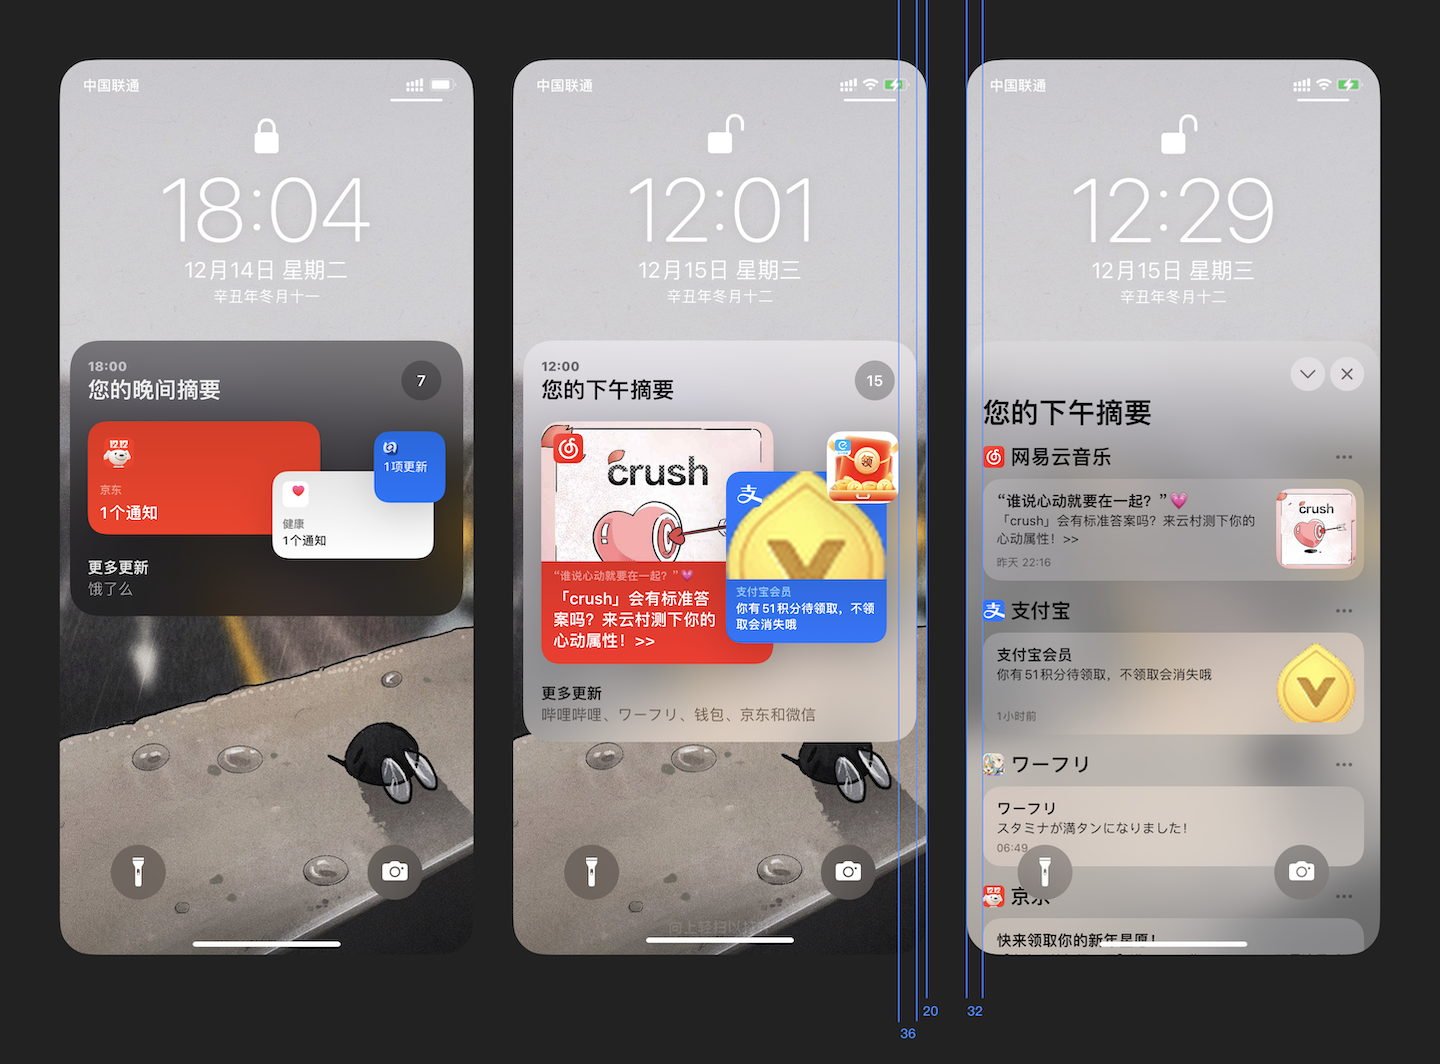 中国联通
18:04
12月14日 星期二
辛丑年冬月十一
18:00
您的晚间摘要
7
京东
1个通知
1项更新
健康
1个通知
更多更新
饿了么
中国联通
12:01
12月15日 星期三
辛丑年冬月十二
12:00
您的下午摘要
15
crush
领
支
“谁说心动就要在一起？”💗
「crush」会有标准答
案吗？来云村测下你的
心动属性！>>
支付宝会员
你有51积分待领取，不领
取会消失哦
更多更新
哔哩哔哩、ワーフリ、钱包、京东和微信
中国联通
12:29
12月15日 星期三
辛丑年冬月十二
您的下午摘要
网易云音乐
“谁说心动就要在一起？”💗
「crush」会有标准答案吗？来云村测下你的
心动属性！>>
昨天 22:16
crush
支
支付宝
支付宝会员
你有51积分待领取，不领取会消失哦
1小时前
ワーフリ
ワーフリ
スタミナが満タンになりました！
06:49
京东
快来领取你的新年星愿！
20
32
36